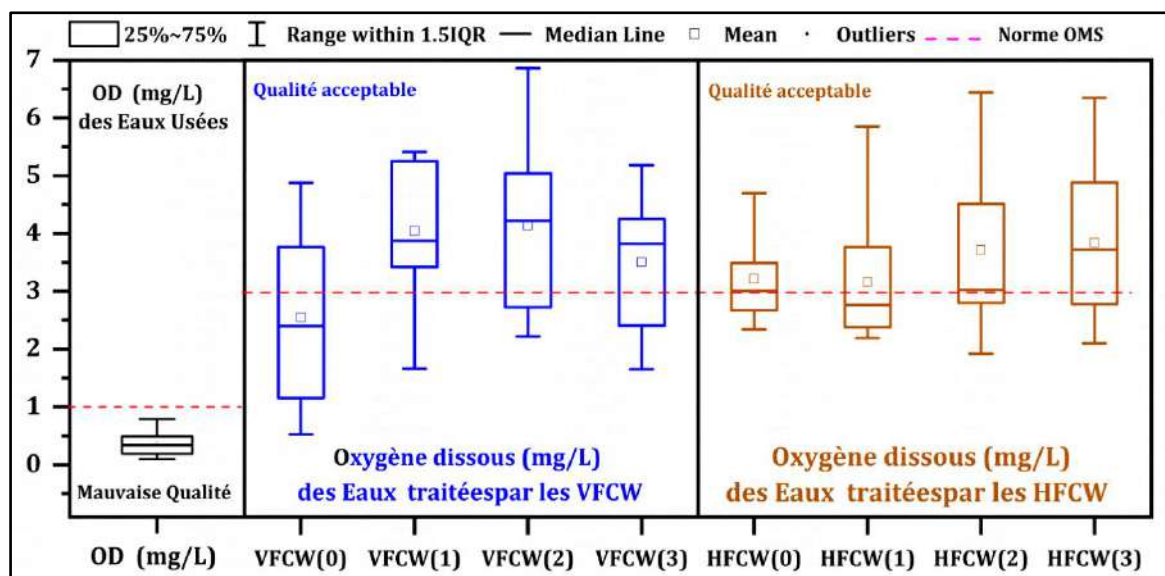 25%~75% Range within 1.5IQR Median Line Mean Outliers Norme OMS
7
6
5
4
3
2
1
0
OD (mg/L)
des Eaux Usées
Mauvaise Qualité
Qualité acceptable
Oxygène dissous (mg/L)
des Eaux traitéespar les VFCW
Qualité acceptable
Oxygène dissous (mg/L)
des Eaux traitéespar les HFCW
OD (mg/L) VFCW(0) VFCW(1) VFCW(2) VFCW(3) HFCW(0) HFCW(1) HFCW(2) HFCW(3)